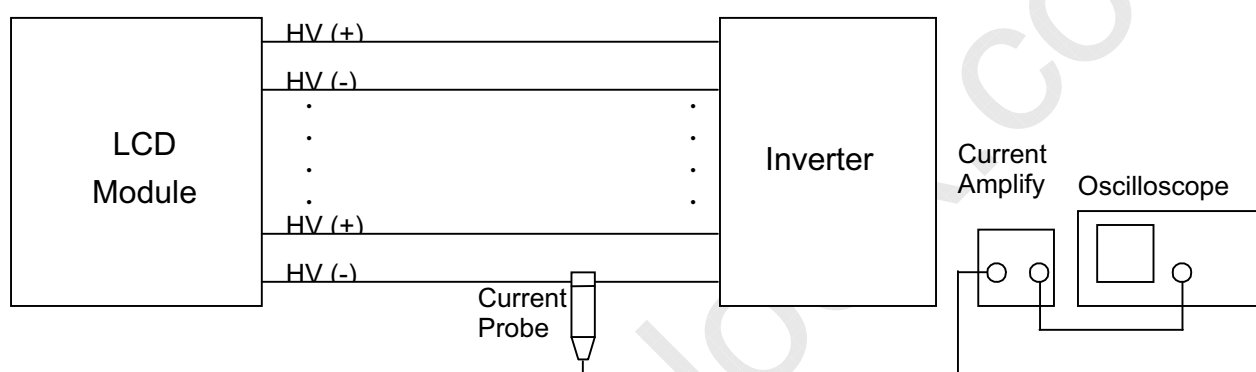 HV (+)
HV (-)
LCD
Module
Inverter
Current
Amplify
Oscilloscope
HV (+)
HV (-)
Current
Probe